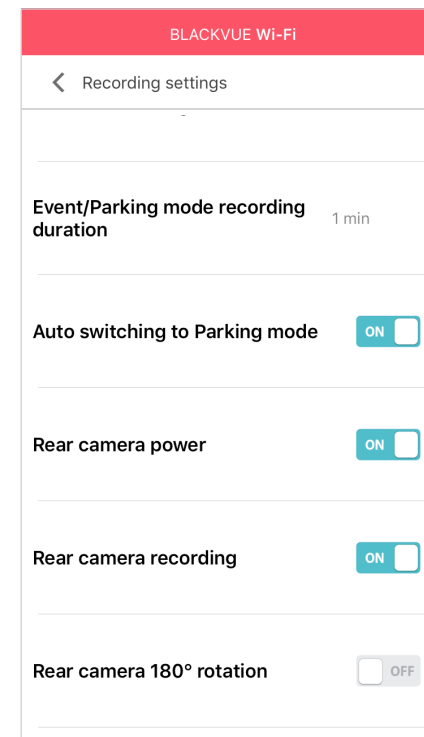 BLACKVUE Wi-Fi
Recording settings
Event/Parking mode recording
duration
1 min
Auto switching to Parking mode
ON
Rear camera power
ON
Rear camera recording
ON
Rear camera 180° rotation
OFF